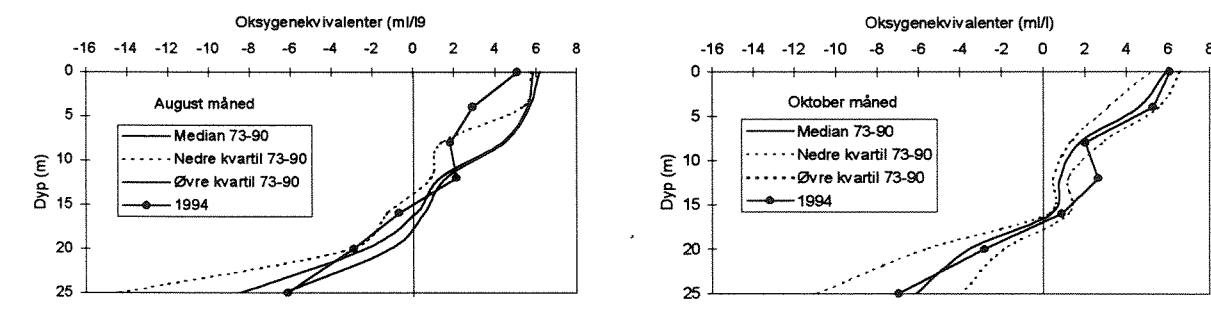 Oksygenekvivalenter (ml/l9
-16 -14 -12 -10 -8 -6 -4 -2 0 2 4 6 8
0
5
10
15
20
25
Dyp (m)
August måned
Median 73-90
Nedre kvartil 73-90
Øvre kvartil 73-90
1994
Oksygenekvivalenter (ml/l)
-16 -14 -12 -10 -8 -6 -4 -2 0 2 4 6 8
0
5
10
15
20
25
Dyp (m)
Oktober måned
Median 73-90
Nedre kvartil 73-90
Øvre kvartil 73-90
1994